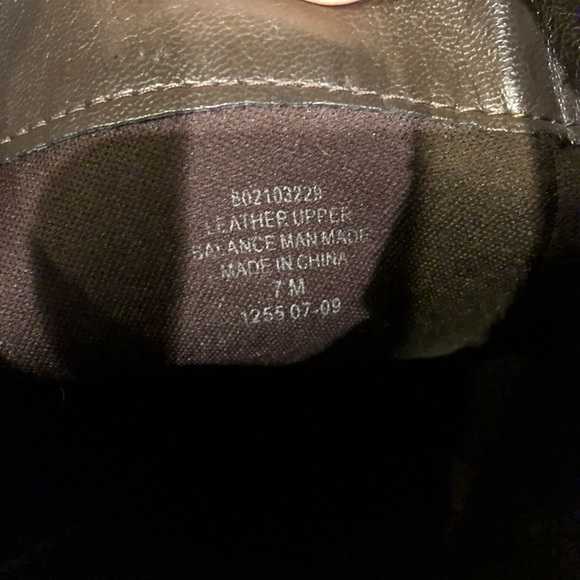 802103229
LEATHER UPPER
BALANCE MAN MADE
MADE IN CHINA
7 M
1255 07-09